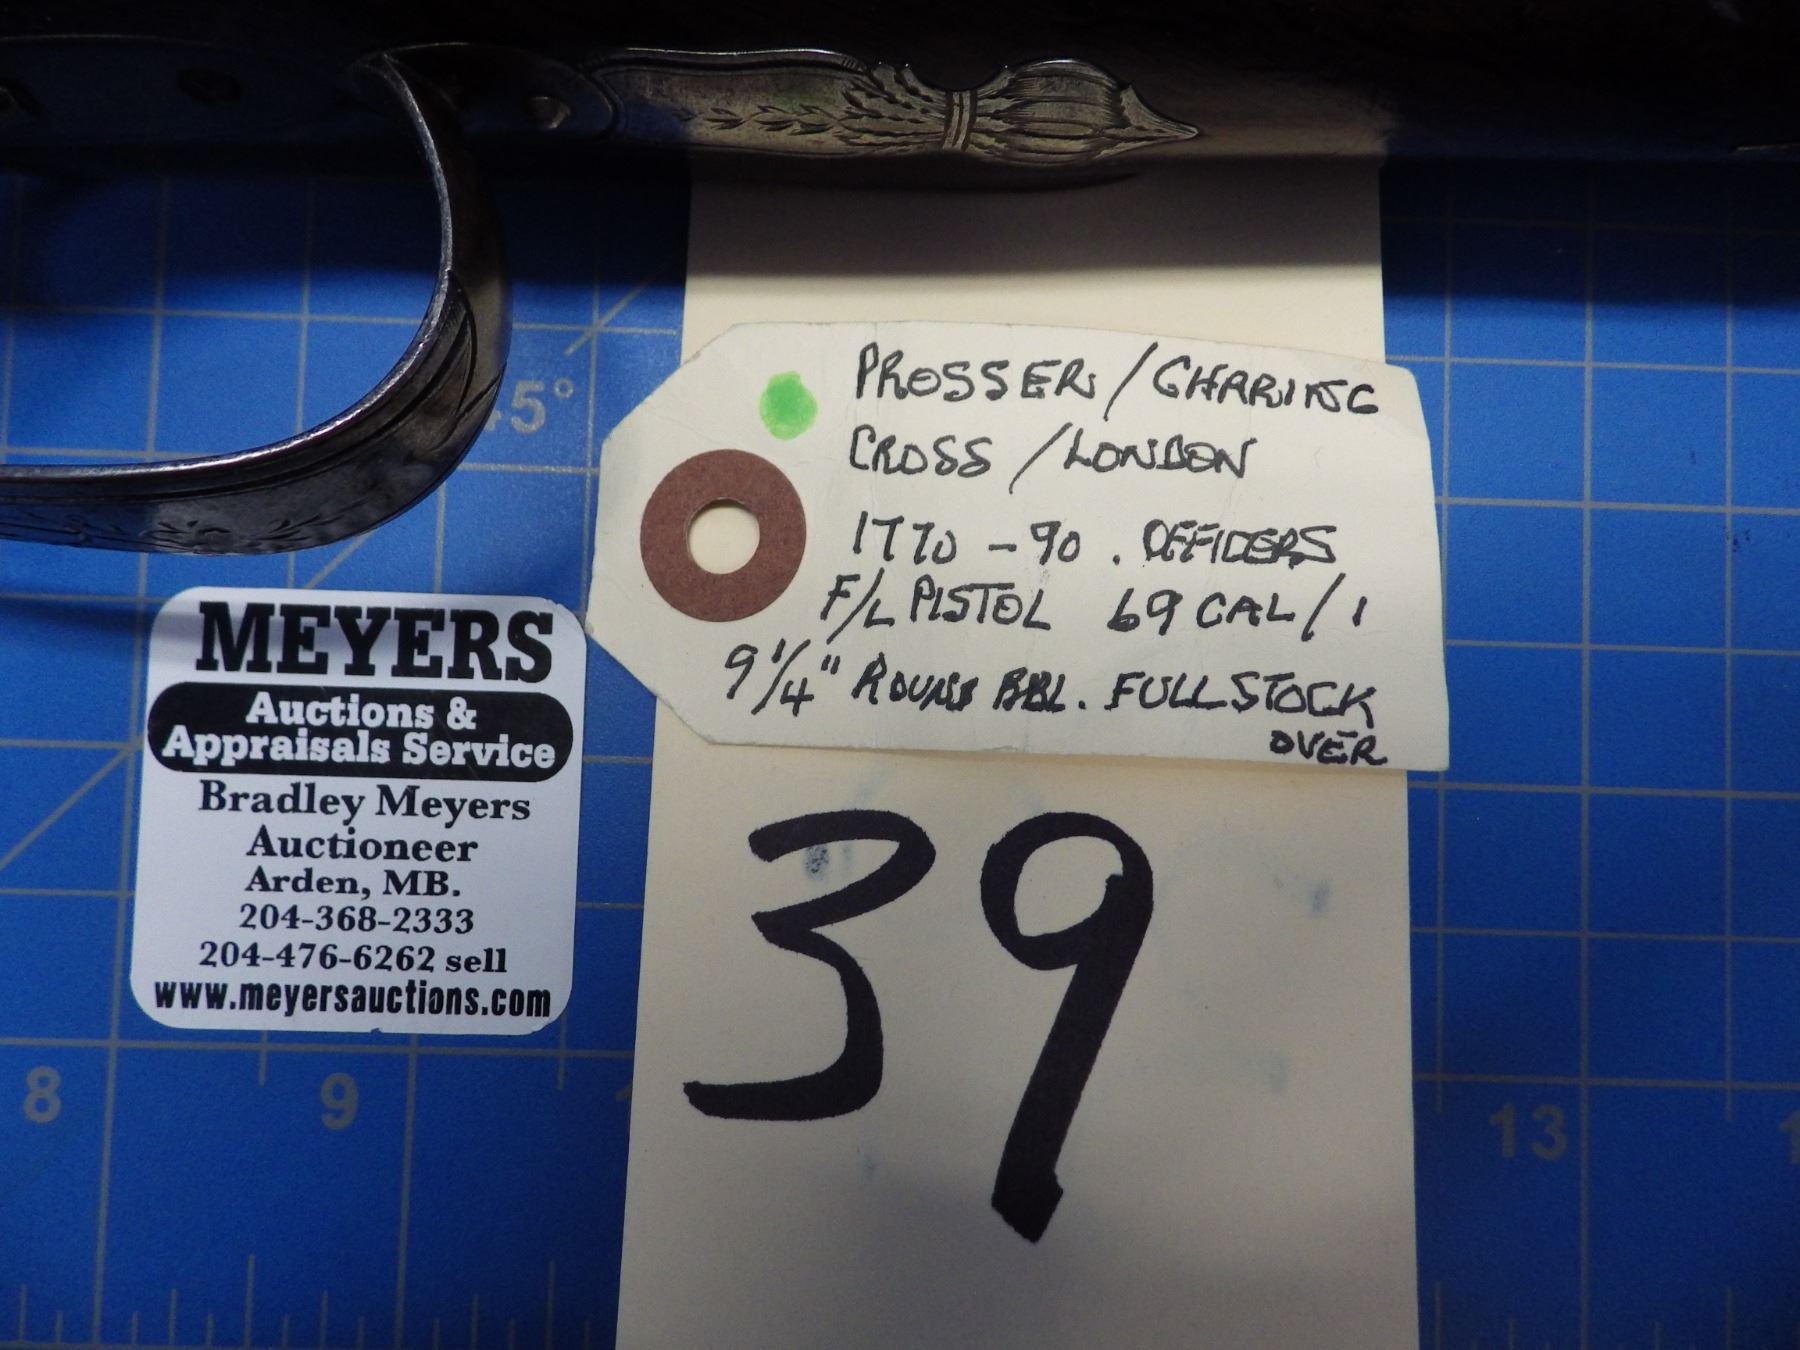 45°
PROSSER / CHARING
CROSS / LONDON
1770 - 90 . OFFICERS
F/L PISTOL 69 CAL / 1
9 1/4" ROUND BBL. FULLSTOCK
OVER
39
MEYERS
Auctions &
Appraisals Service
Bradley Meyers
Auctioneer
Arden, MB.
204-368-2333
204-476-6262 sell
www.meyersauctions.com
8 9 13